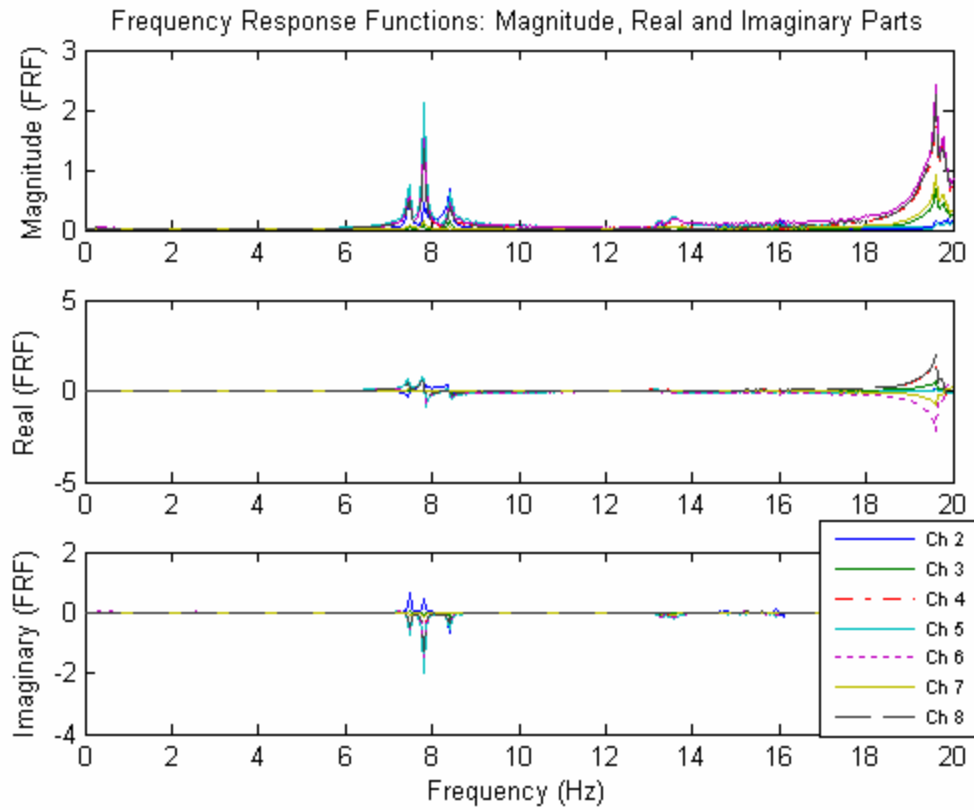 Frequency Response Functions: Magnitude, Real and Imaginary Parts
Magnitude (FRF)
3
2
1
0
0 2 4 6 8 10 12 14 16 18 20
Real (FRF)
5
0
-5
0 2 4 6 8 10 12 14 16 18 20
Imaginary (FRF)
2
0
-2
-4
0 2 4 6 8 10 12 14 16 18 20
Frequency (Hz)
Ch 2
Ch 3
Ch 4
Ch 5
Ch 6
Ch 7
Ch 8